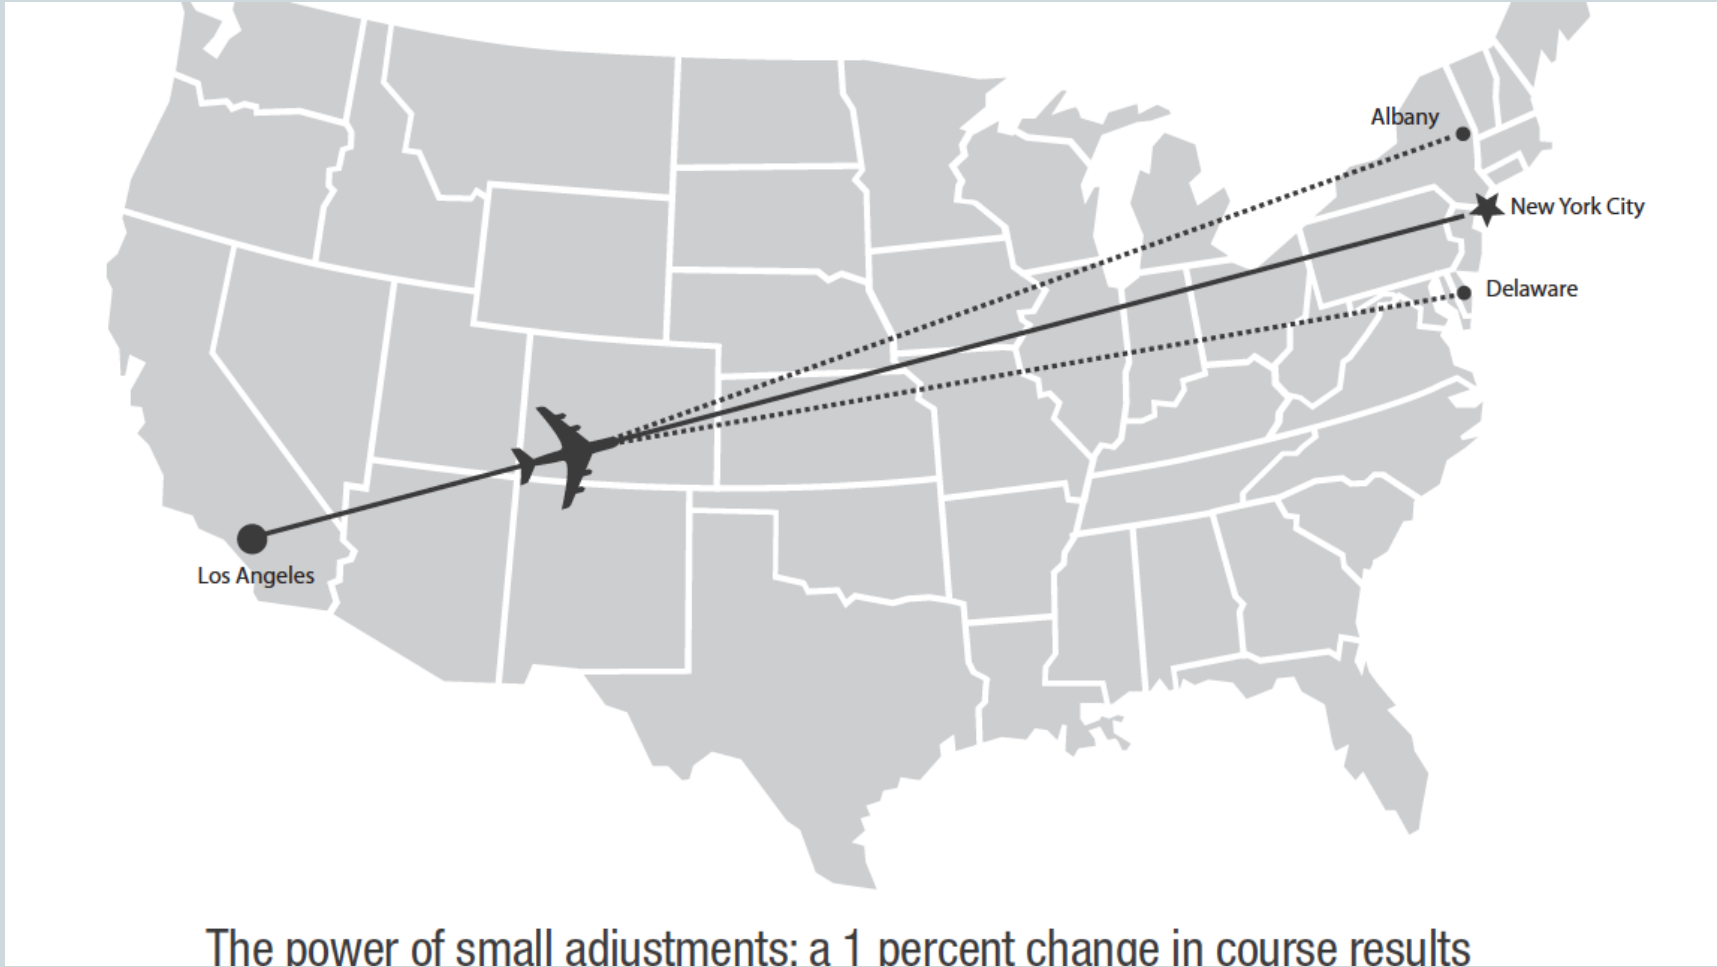 Albany
New York City
Delaware
Los Angeles
The power of small adjustments: a 1 percent change in course results